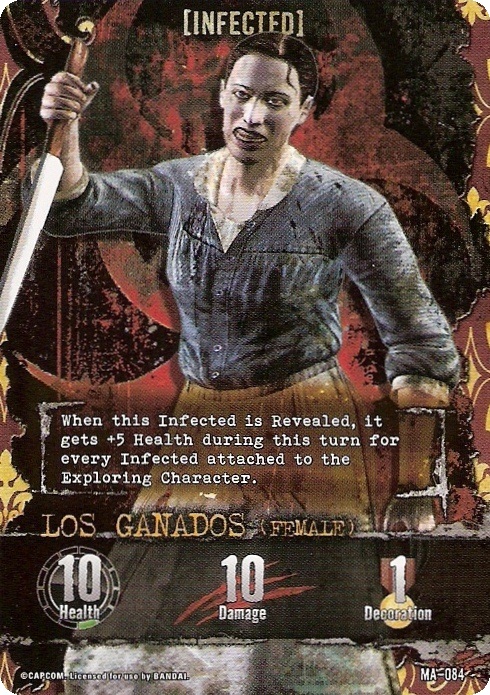 [INFECTED]
When this Infected is Revealed, it
gets +5 Health during this turn for
every Infected attached to the
Exploring Character.
LOS GANADOS (FEMALE)
10 10 1
Health Damage Decoration
©CAPCOM. Licensed for use by BANDAI. MA-084